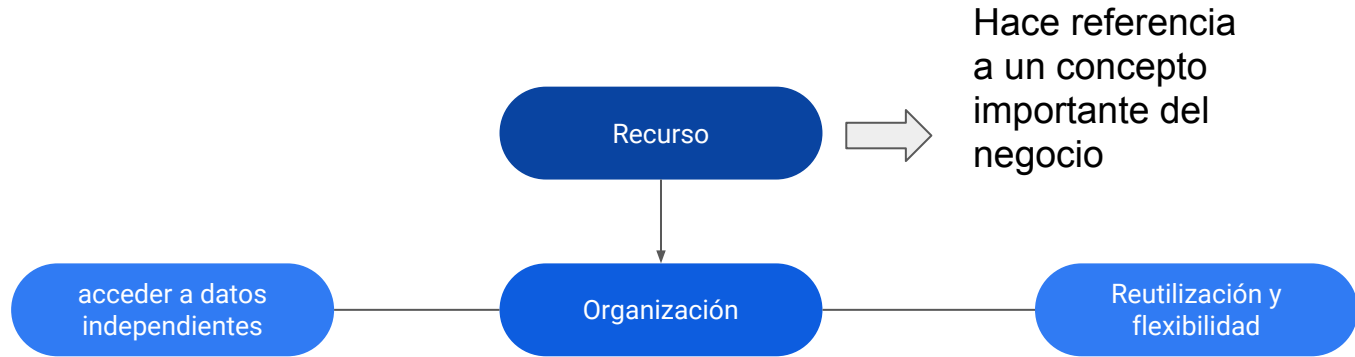 Hace referencia
a un concepto
importante del
negocio
Recurso
acceder a datos
independientes
Organización
Reutilización y
flexibilidad